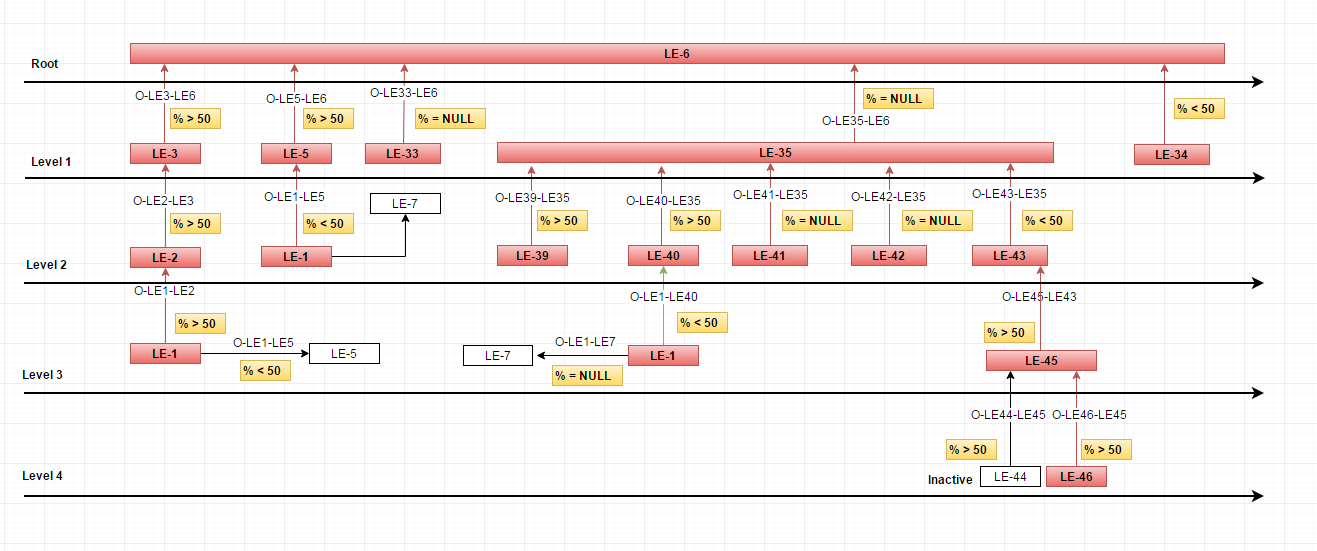 LE-6
Root
O-LE3-LE6
O-LE5-LE6
O-LE33-LE6
% = NULL
% > 50
% > 50
% = NULL
O-LE35-LE6
% < 50
Level 1
LE-3
LE-5
LE-33
LE-35
LE-34
O-LE2-LE3
O-LE1-LE5
LE-7
O-LE39-LE35
O-LE40-LE35
O-LE41-LE35
O-LE42-LE35
O-LE43-LE35
% > 50
% < 50
% > 50
% > 50
% = NULL
% = NULL
% < 50
Level 2
LE-2
LE-1
LE-39
LE-40
LE-41
LE-42
LE-43
O-LE1-LE2
O-LE1-LE40
O-LE45-LE43
% > 50
% < 50
% > 50
LE-1
O-LE1-LE5
LE-5
LE-7
O-LE1-LE7
LE-1
LE-45
Level 3
% < 50
% = NULL
O-LE44-LE45
O-LE46-LE45
% > 50
% > 50
Level 4
Inactive
LE-44
LE-46